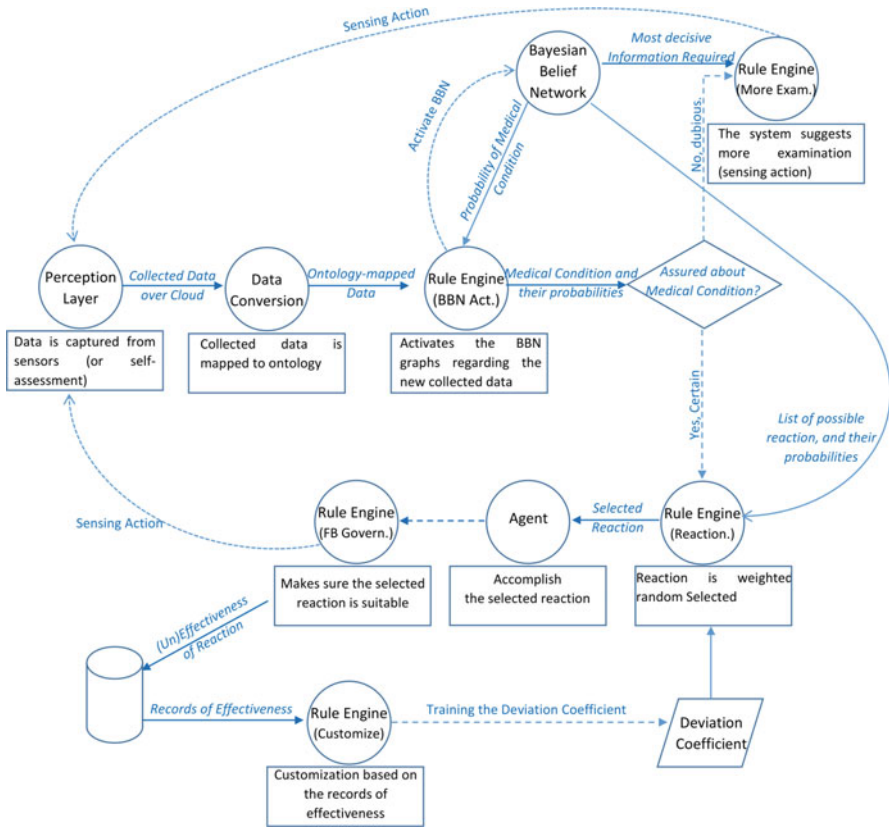 Sensing Action
Bayesian
Belief
Network
Most decisive
Information Required
Rule Engine
(More Exam.)
The system suggests
more examination
(sensing action)
Activate BBN
Probability of Medical
Condition
No, dubious.
Perception
Layer
Collected Data
over Cloud
Data
Conversion
Ontology-mapped
Data
Rule Engine
(BBN Act.)
Medical Condition and
their probabilities
Assured about
Medical Condition?
Data is captured from
sensors (or self-
assessment)
Collected data is
mapped to ontology
Activates the BBN
graphs regarding the
new collected data
Yes, Certain
List of possible
reaction, and their
probabilities
Sensing Action
Rule Engine
(FB Govern.)
Agent
Selected
Reaction
Rule Engine
(Reaction.)
Makes sure the selected
reaction is suitable
Accomplish
the selected reaction
Reaction is weighted
random Selected
(Un)Effectiveness
of Reaction
Records of Effectiveness
Rule Engine
(Customize)
Training the Deviation Coefficient
Deviation
Coefficient
Customization based on
the records of
effectiveness